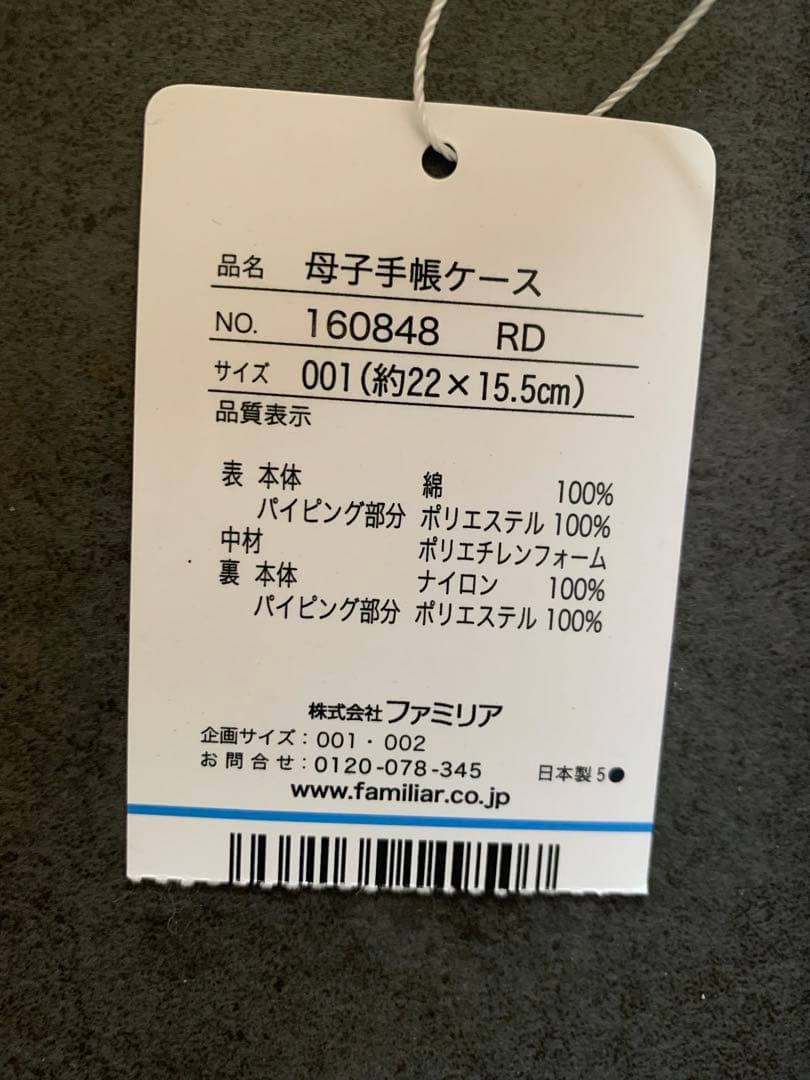 品名 母子手帳ケース
NO. 160848 RD
サイズ 001(約22×15.5cm)
品質表示
表 本体 綿 100%
パイピング部分 ポリエステル 100%
中材 ポリエチレンフォーム
裏 本体 ナイロン 100%
パイピング部分 ポリエステル 100%
株式会社ファミリア
企画サイズ：001・002
お問合せ：0120-078-345 日本製 5●
www.familiar.co.jp